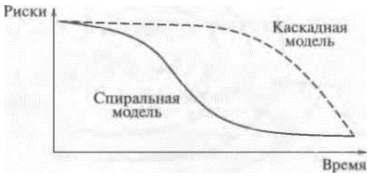 Риски
Каскадная
модель
Спиральная
модель
Время